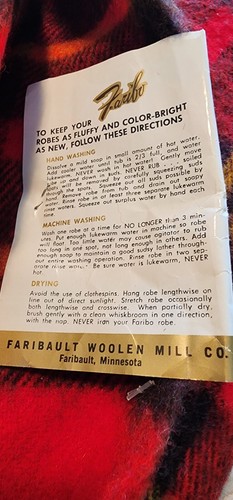 Faribo
TO KEEP YOUR
ROBES AS FLUFFY AND COLOR-BRIGHT
AS NEW, FOLLOW THESE DIRECTIONS
HAND WASHING
Dissolve a mild soap in small amount of hot water.
Add cooler water until tub is 2/3 full, and water
lukewarm. NEVER wash in hot water! Gently move
robe up and down in suds. NEVER RUB . . . soiled
spots will be removed by carefully squeezing suds
through the spots. Squeeze out all suds possible by
hand. Remove robe from tub and drain out soapy
water. Rinse robe in at least three separate lukewarm
rinse waters. Squeeze out surplus water by hand each
time.
MACHINE WASHING
Wash one robe at a time for NO LONGER than 3 min-
utes. Put enough lukewarm water in machine so robe
will float. Too little water may cause agitator to rub
too long in one spot, not long enough in others. Add
enough soap to maintain a good sudsy lather through-
out entire washing operation. Rinse robe in two sep-
arate rinse waters. Be sure water is lukewarm, NEVER
hot.
DRYING
Avoid the use of clothespins. Hang robe lengthwise on
line out of direct sunlight. Stretch robe occasionally
both lengthwise and crosswise. When partially dry,
brush gently with a clean whiskbroom in one direction,
with the nap. NEVER iron your Faribo robe.
FARIBAULT WOOLEN MILL CO.
Faribault, Minnesota